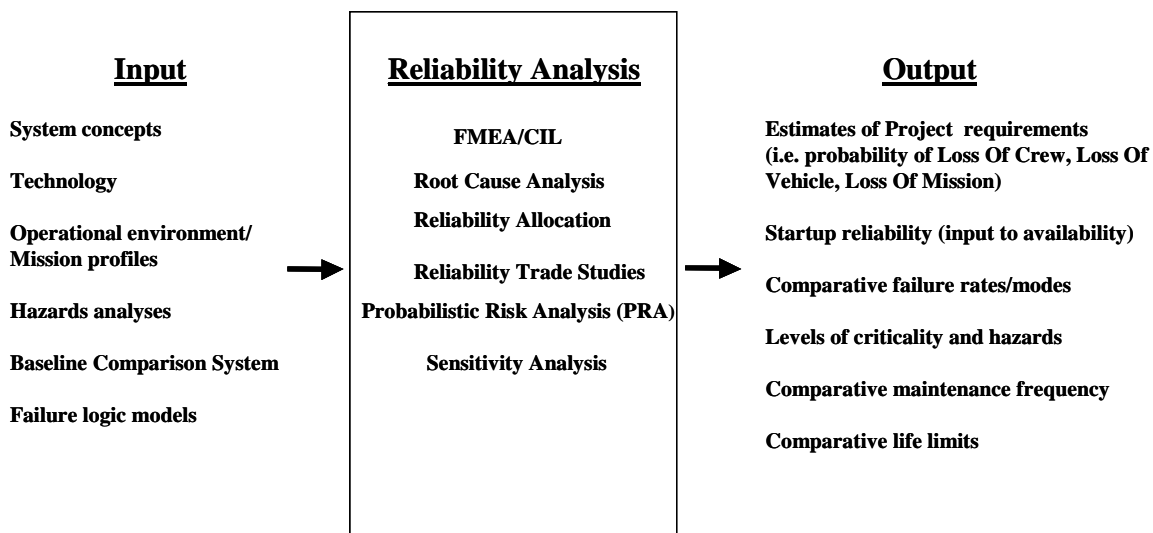 Input
System concepts
Technology
Operational environment/
Mission profiles
Hazards analyses
Baseline Comparison System
Failure logic models
Reliability Analysis
FMEA/CIL
Root Cause Analysis
Reliability Allocation
Reliability Trade Studies
Probabilistic Risk Analysis (PRA)
Sensitivity Analysis
Output
Estimates of Project requirements
(i.e. probability of Loss Of Crew, Loss Of
Vehicle, Loss Of Mission)
Startup reliability (input to availability)
Comparative failure rates/modes
Levels of criticality and hazards
Comparative maintenance frequency
Comparative life limits